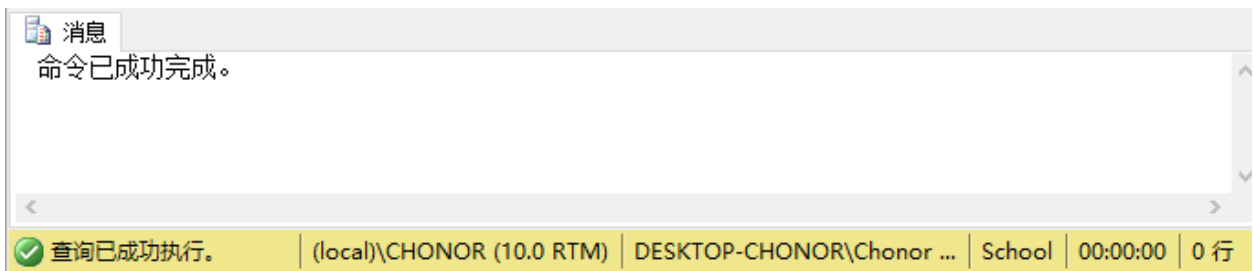 消息
命令已成功完成。
查询已成功执行。 (local)\CHONOR (10.0 RTM) DESKTOP-CHONOR\Chonor ... School 00:00:00 0 行